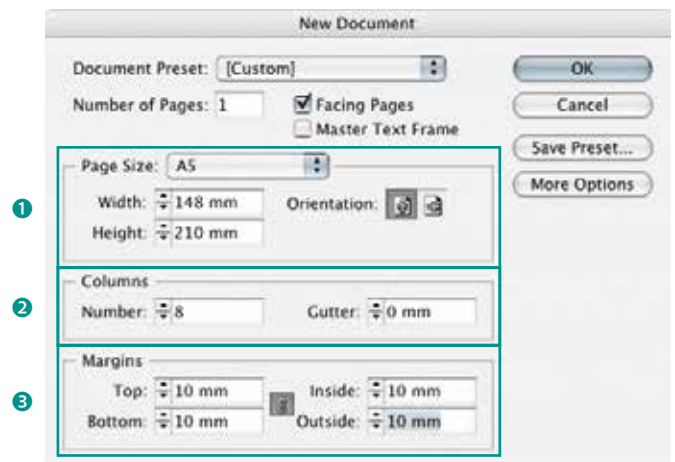 New Document
Document Preset: [Custom]
OK
Number of Pages: 1
Facing Pages
Cancel
Master Text Frame
Save Preset...
Page Size: A5
More Options
1
Width: 148 mm
Orientation:
Height: 210 mm
Columns
2
Number: 8
Gutter: 0 mm
Margins
3
Top: 10 mm
Inside: 10 mm
Bottom: 10 mm
Outside: 10 mm